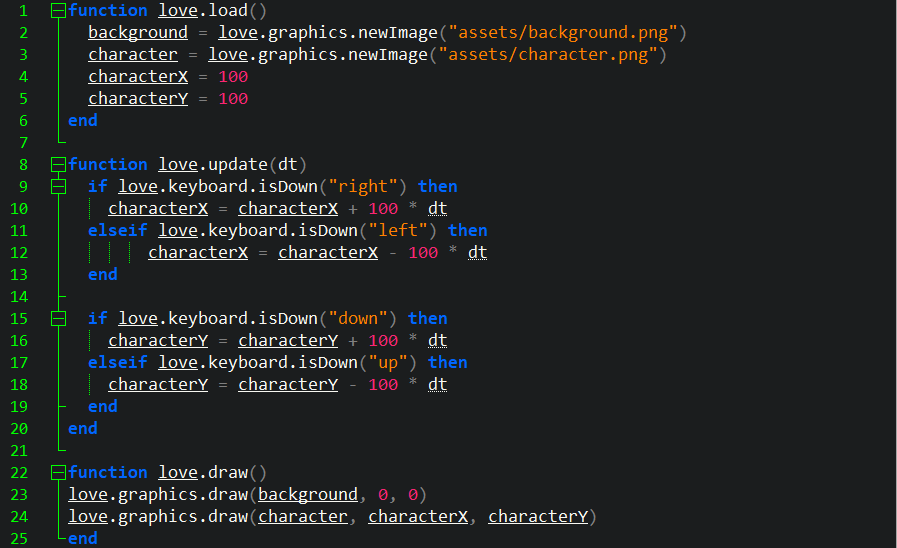 1 function love.load()
2   background = love.graphics.newImage("assets/background.png")
3   character = love.graphics.newImage("assets/character.png")
4   characterX = 100
5   characterY = 100
6 end
7
8 function love.update(dt)
9   if love.keyboard.isDown("right") then
10     characterX = characterX + 100 * dt
11   elseif love.keyboard.isDown("left") then
12         characterX = characterX - 100 * dt
13   end
14
15   if love.keyboard.isDown("down") then
16     characterY = characterY + 100 * dt
17   elseif love.keyboard.isDown("up") then
18     characterY = characterY - 100 * dt
19   end
20 end
21
22 function love.draw()
23 love.graphics.draw(background, 0, 0)
24 love.graphics.draw(character, characterX, characterY)
25 end